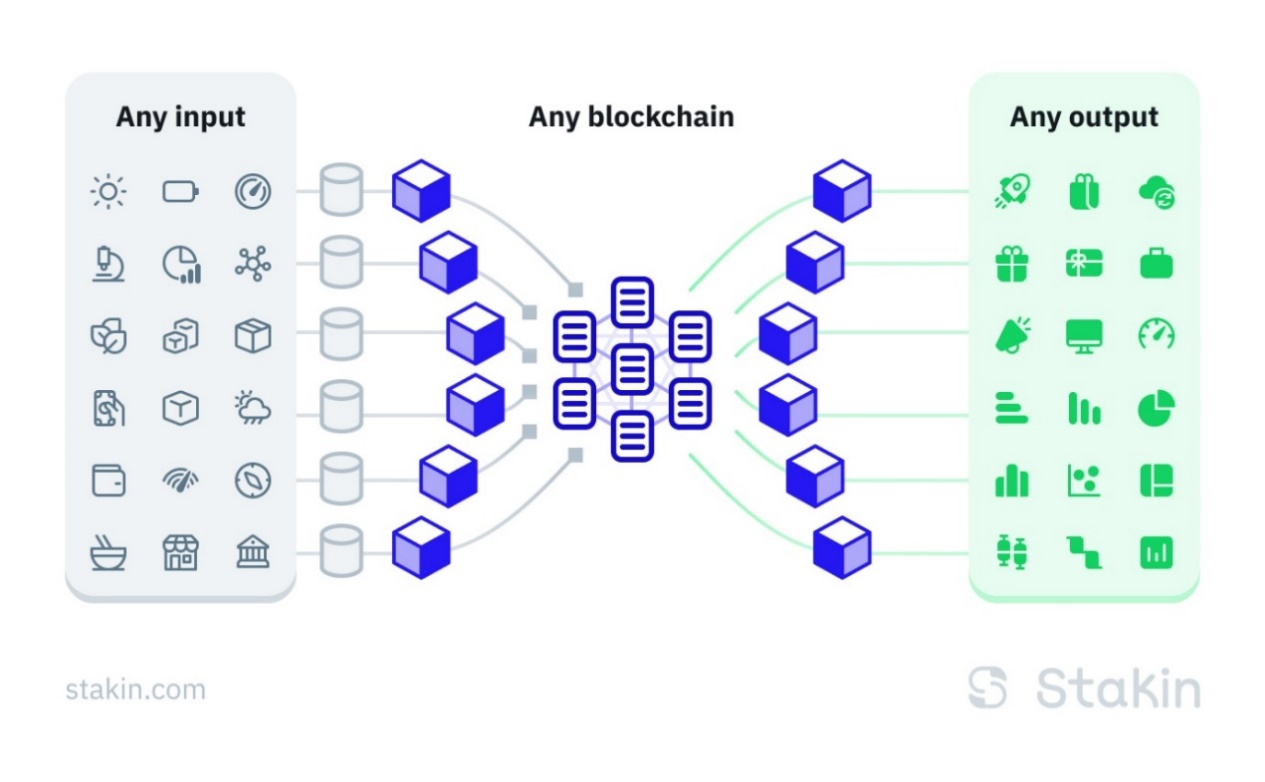 Any input
Any blockchain
Any output
stakin.com
Stakin